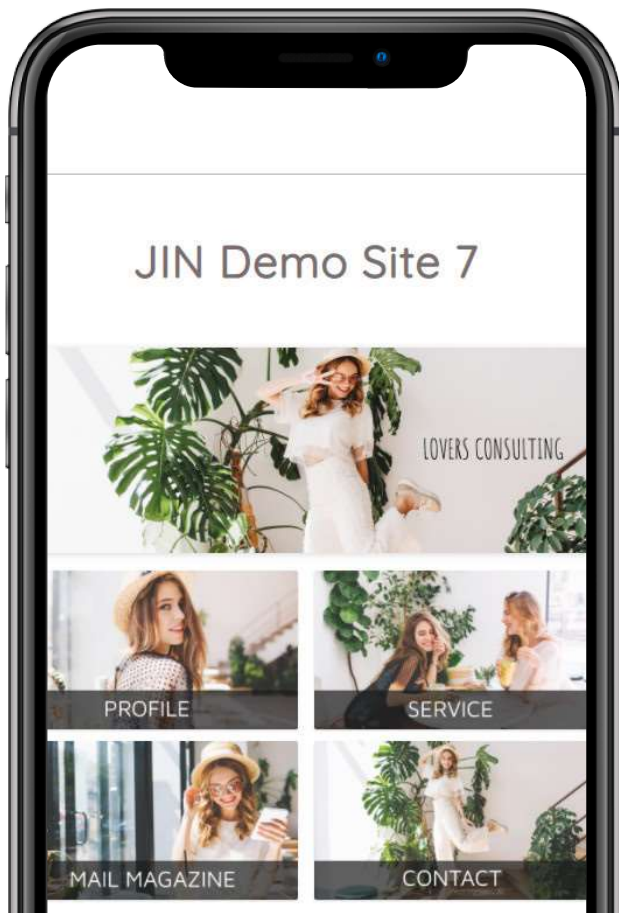 JIN Demo Site 7
LOVERS CONSULTING
PROFILE
SERVICE
MAIL MAGAZINE
CONTACT